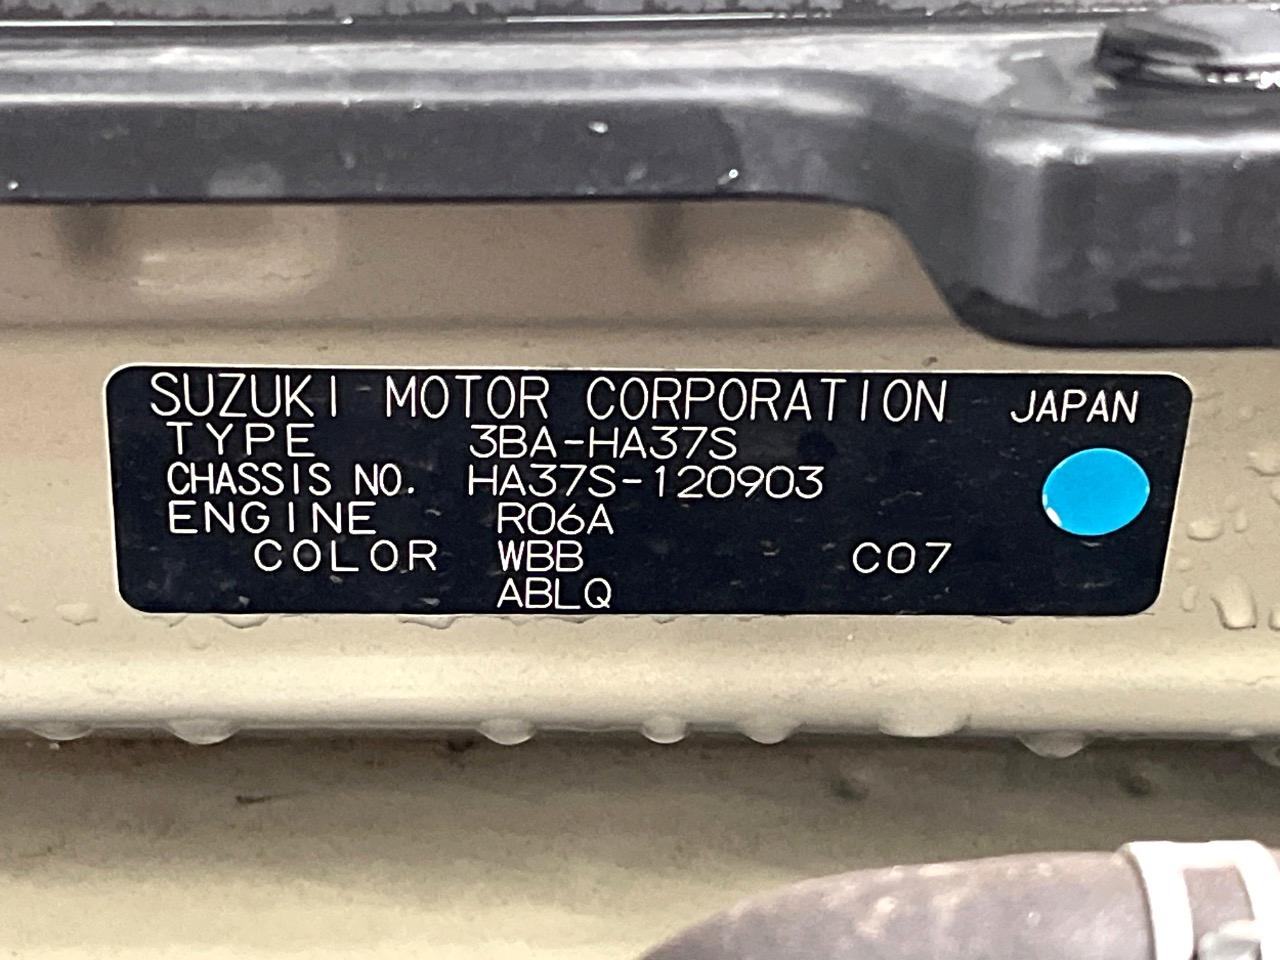 SUZUKI MOTOR CORPORATION JAPAN
TYPE 3BA-HA37S
CHASSIS NO. HA37S-120903
ENGINE R06A
COLOR WBB C07
ABLQ